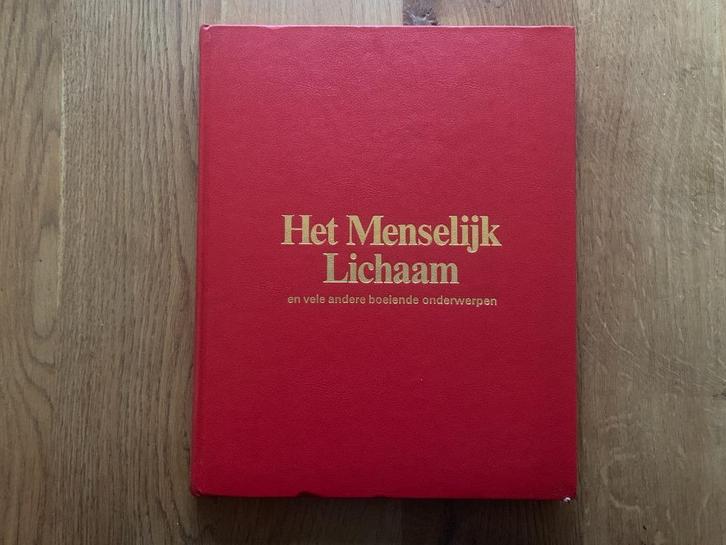 Het Menselijk
Lichaam
en vele andere boeiende onderwerpen